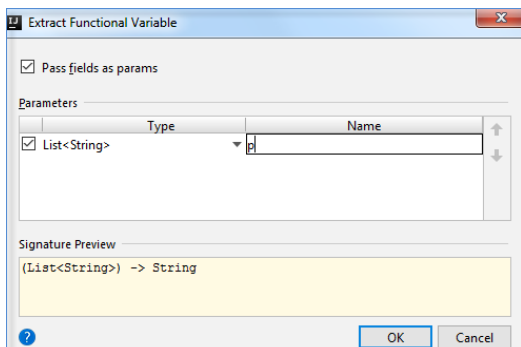 IJ Extract Functional Variable
Pass fields as params
Parameters
Type Name
List<String> p
Signature Preview
(List<String>) -> String
? OK Cancel